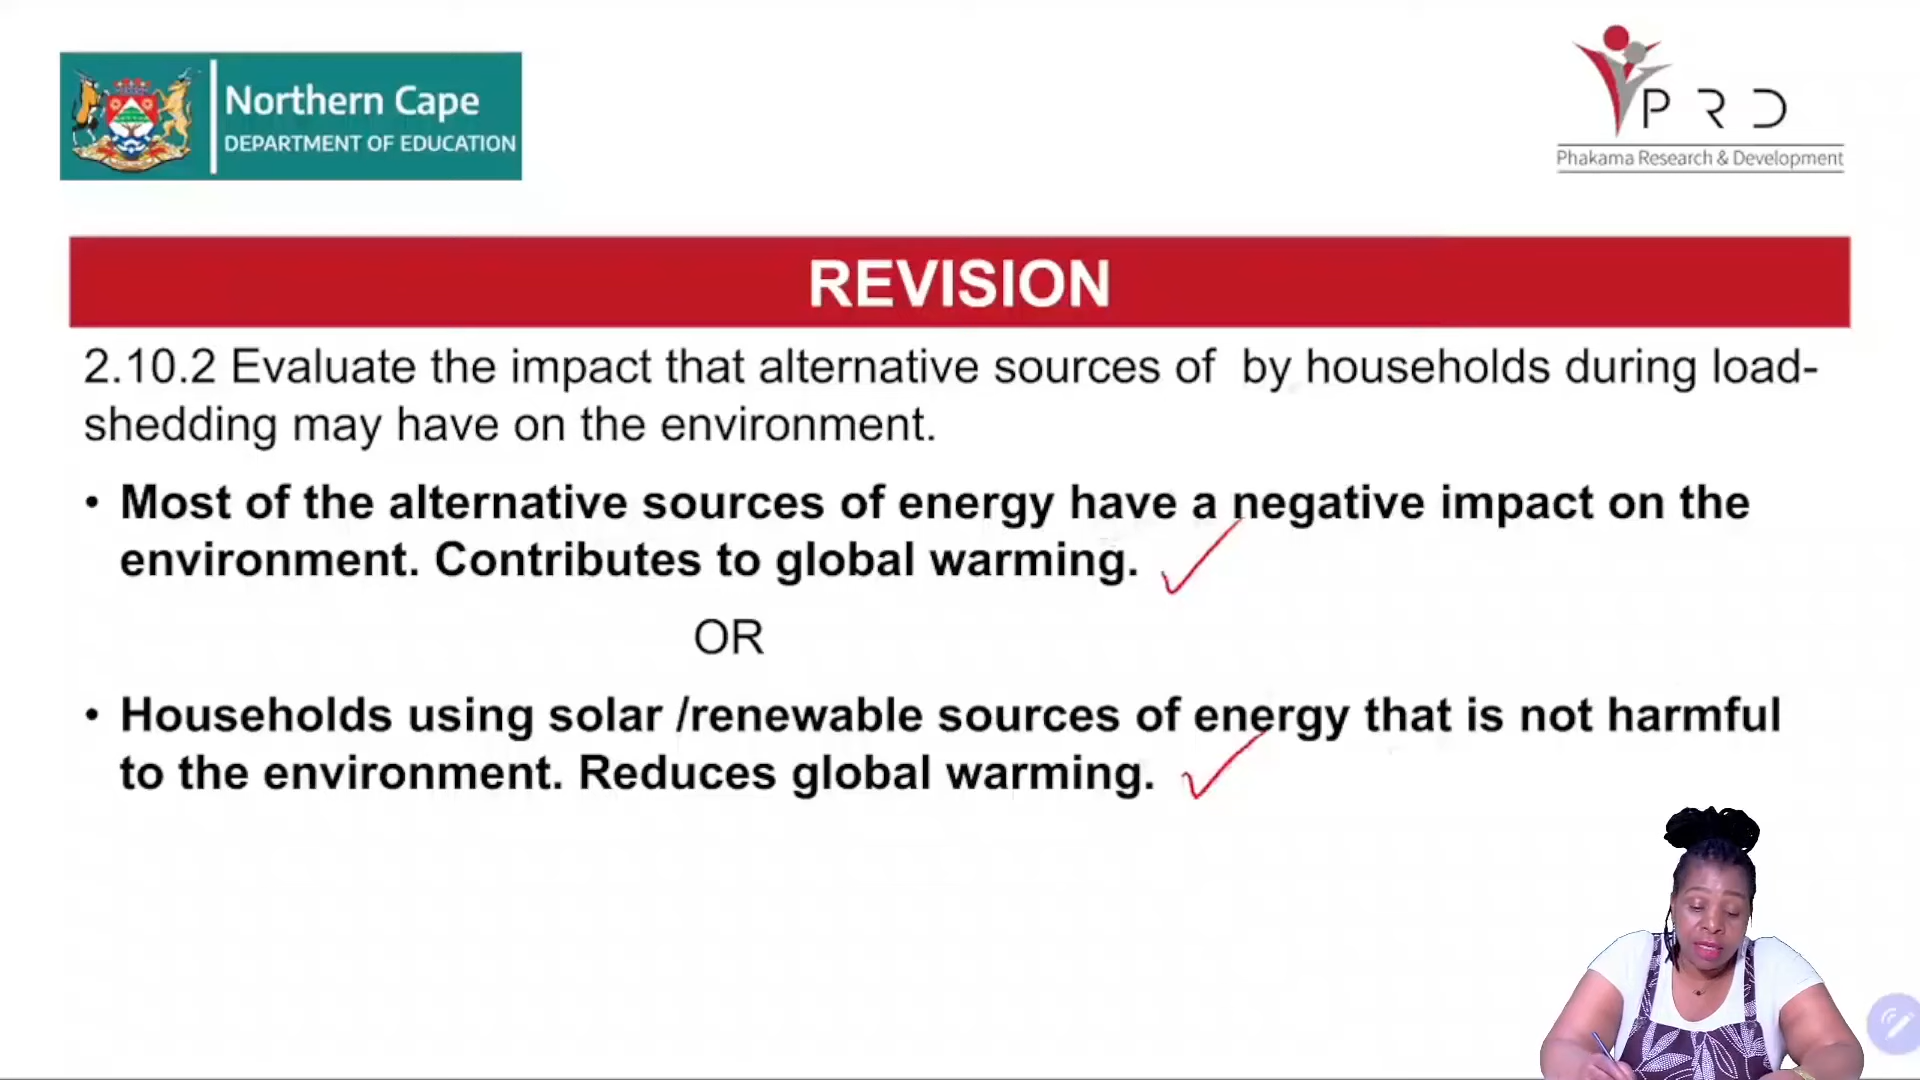 Northern Cape
DEPARTMENT OF EDUCATION
P R D
Phakama Research & Development
REVISION
2.10.2 Evaluate the impact that alternative sources of  by households during load-
shedding may have on the environment.
• Most of the alternative sources of energy have a negative impact on the
environment. Contributes to global warming.
OR
• Households using solar /renewable sources of energy that is not harmful
to the environment. Reduces global warming.